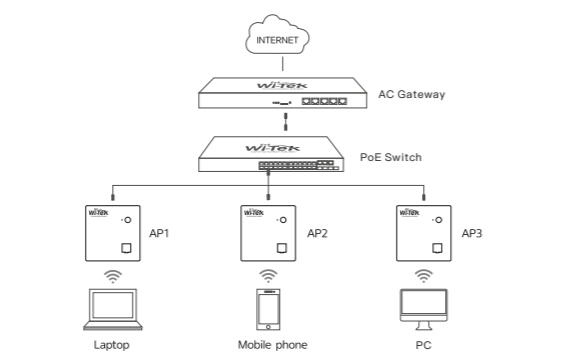 INTERNET
Wi-Tek
AC Gateway
Wi-Tek
PoE Switch
Wi-Tek
AP1
Wi-Tek
AP2
Wi-Tek
AP3
Laptop
Mobile phone
PC